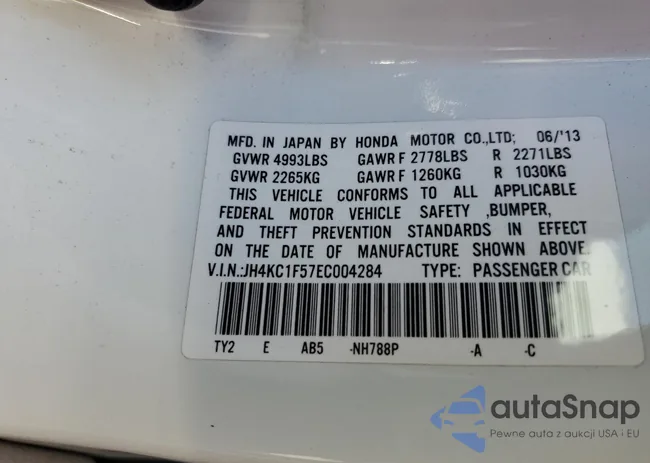 MFD. IN JAPAN BY HONDA MOTOR CO.,LTD; 06/'13
GVWR 4993LBS GAWR F 2778LBS R 2271LBS
GVWR 2265KG GAWR F 1260KG R 1030KG
THIS VEHICLE CONFORMS TO ALL APPLICABLE
FEDERAL MOTOR VEHICLE SAFETY ,BUMPER,
AND THEFT PREVENTION STANDARDS IN EFFECT
ON THE DATE OF MANUFACTURE SHOWN ABOVE.
V.I.N.:JH4KC1F57EC004284 TYPE: PASSENGER CAR
TY2 E AB5 -NH788P -A -C
autaSnap
Pewne auta z aukcji USA i EU